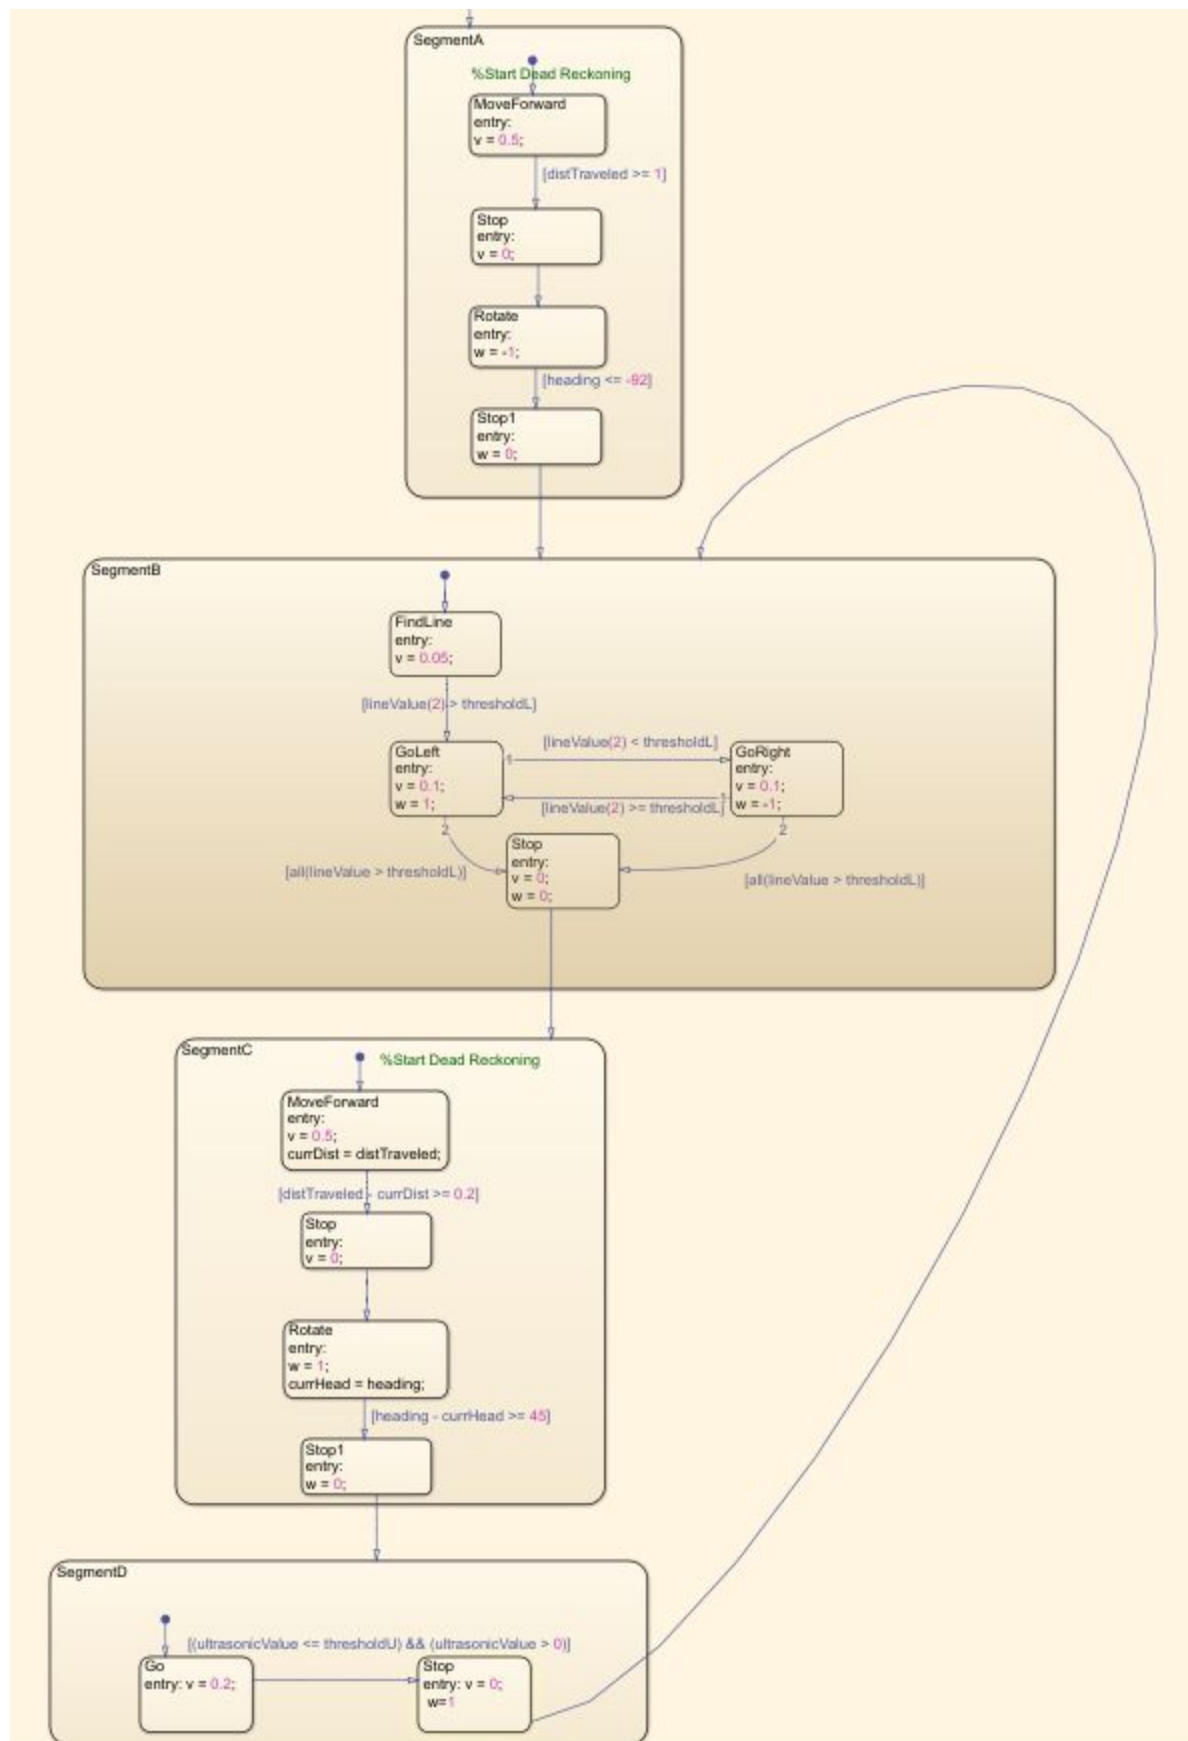 SegmentA
%Start Dead Reckoning
MoveForward
entry:
v = 0.5;
[distTraveled >= 1]
Stop
entry:
v = 0;
Rotate
entry:
w = -1;
[heading <= -92]
Stop1
entry:
w = 0;
SegmentB
FindLine
entry:
v = 0.05;
[lineValue(2) > thresholdL]
GoLeft
entry:
v = 0.1;
w = 1;
1
[lineValue(2) < thresholdL]
GoRight
entry:
v = 0.1;
w = -1;
1
[lineValue(2) >= thresholdL]
2
2
Stop
entry:
v = 0;
w = 0;
[all(lineValue > thresholdL)]
[all(lineValue > thresholdL)]
SegmentC
%Start Dead Reckoning
MoveForward
entry:
v = 0.5;
currDist = distTraveled;
[distTraveled - currDist >= 0.2]
Stop
entry:
v = 0;
Rotate
entry:
w = 1;
currHead = heading;
[heading - currHead >= 45]
Stop1
entry:
w = 0;
SegmentD
[(ultrasonicValue <= thresholdU) && (ultrasonicValue > 0)]
Go
entry: v = 0.2;
Stop
entry: v = 0;
w=1